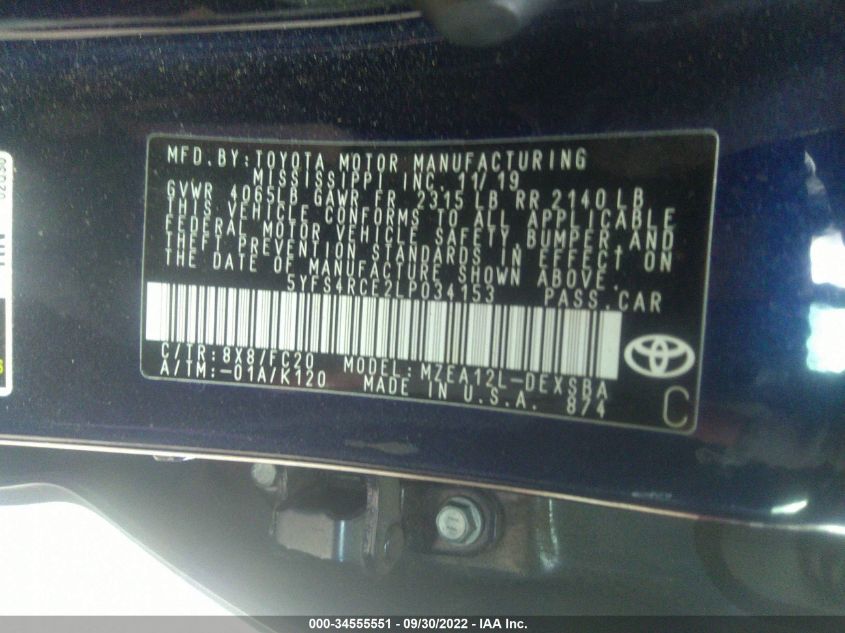 MFD. BY: TOYOTA MOTOR MANUFACTURING
MISSISSIPPI, INC. 11/19
GVWR 4065LB GAWR FR 2315 LB RR 2140 LB
THIS VEHICLE CONFORMS TO ALL APPLICABLE
FEDERAL MOTOR VEHICLE SAFETY, BUMPER, AND
THEFT PREVENTION STANDARDS IN EFFECT ON
THE DATE OF MANUFACTURE SHOWN ABOVE.
5YFS4RCE2LP034153 PASS. CAR
C/TR: 8X8/FC20 MODEL: MZEA12L-DEXSBA
A/TM: -01A/K120 MADE IN U.S.A. 874
C
000-34555551 - 09/30/2022 - IAA Inc.